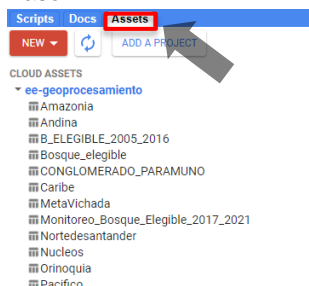 Scripts Docs Assets
NEW ADD A PROJECT
CLOUD ASSETS
ee-geoprocesamiento
Amazonia
Andina
B_ELEGIBLE_2005_2016
Bosque_elegible
CONGLOMERADO_PARAMUNO
Caribe
MetaVichada
Monitoreo_Bosque_Elegible_2017_2021
Nortedesantander
Nucleos
Orinoquia
Pacifico